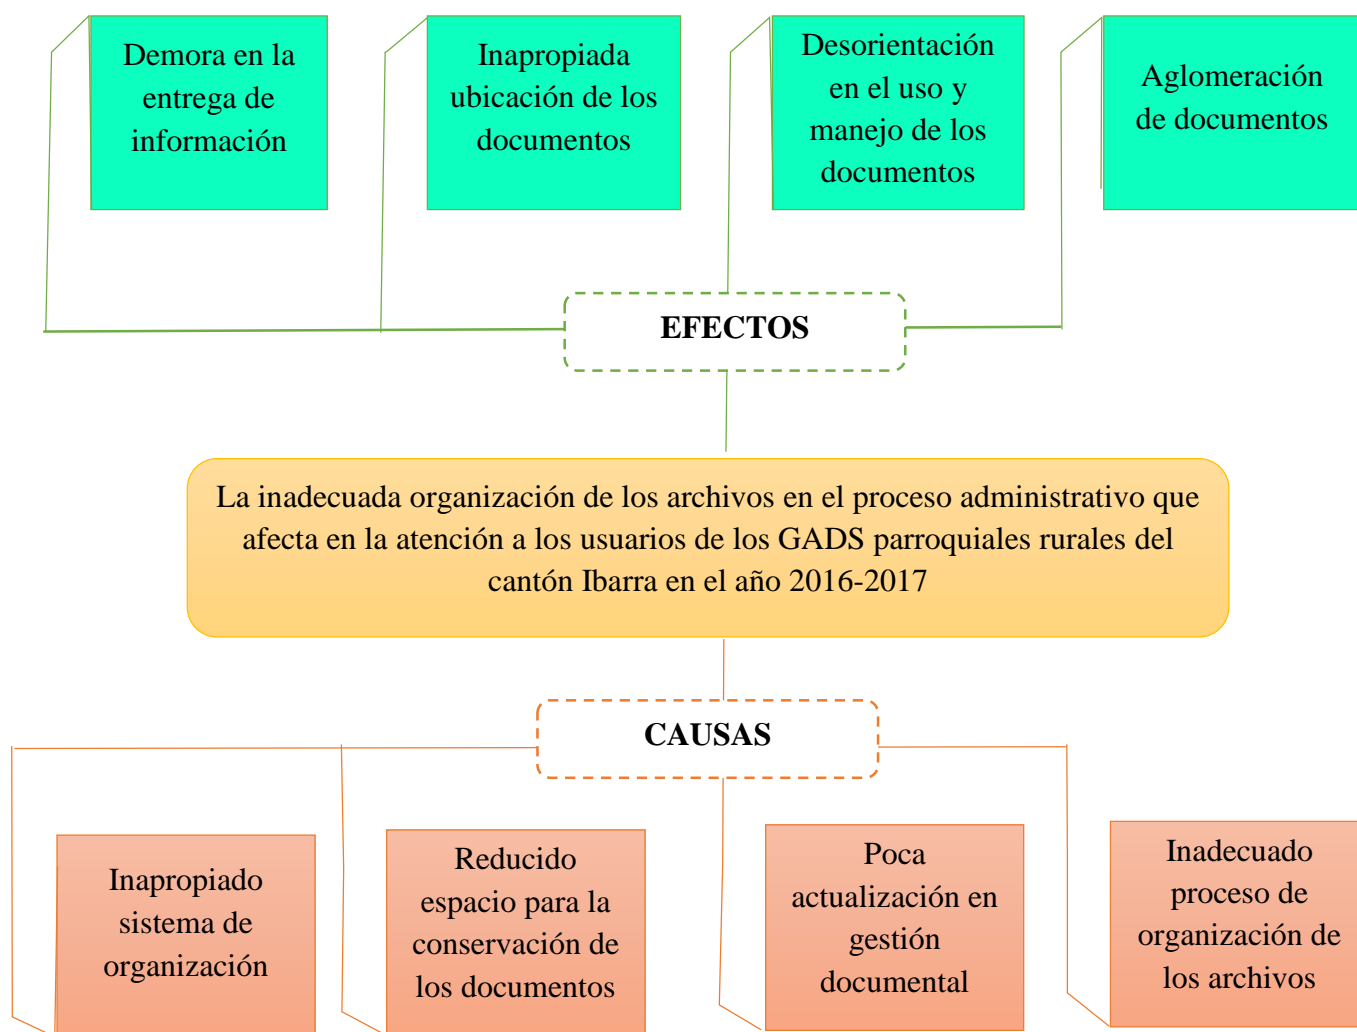 Demora en la
entrega de
información
Inapropiada
ubicación de los
documentos
Desorientación
en el uso y
manejo de los
documentos
Aglomeración
de documentos
EFECTOS
La inadecuada organización de los archivos en el proceso administrativo que
afecta en la atención a los usuarios de los GADS parroquiales rurales del
cantón Ibarra en el año 2016-2017
CAUSAS
Inapropiado
sistema de
organización
Reducido
espacio para la
conservación de
los documentos
Poca
actualización en
gestión
documental
Inadecuado
proceso de
organización de
los archivos